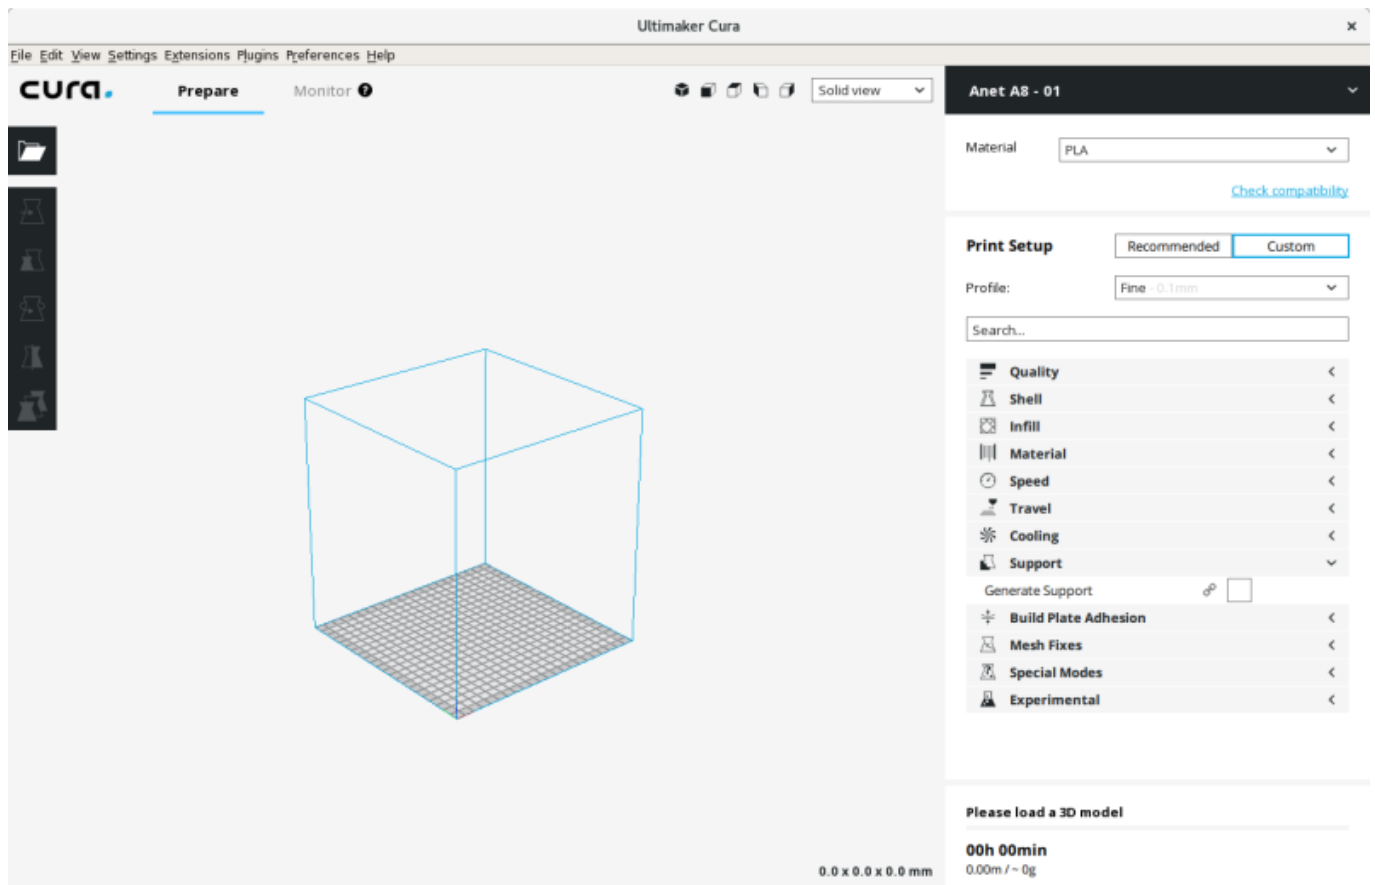 Ultimaker Cura
File Edit View Settings Extensions Plugins Preferences Help
cura.
Prepare
Monitor ?
Solid view
Anet A8 - 01
Material
PLA
Check compatibility
Print Setup
Recommended
Custom
Profile:
Fine - 0.1mm
Search...
Quality
Shell
Infill
Material
Speed
Travel
Cooling
Support
Generate Support
Build Plate Adhesion
Mesh Fixes
Special Modes
Experimental
Please load a 3D model
00h 00min
0.00m / ~ 0g
0.0 x 0.0 x 0.0 mm